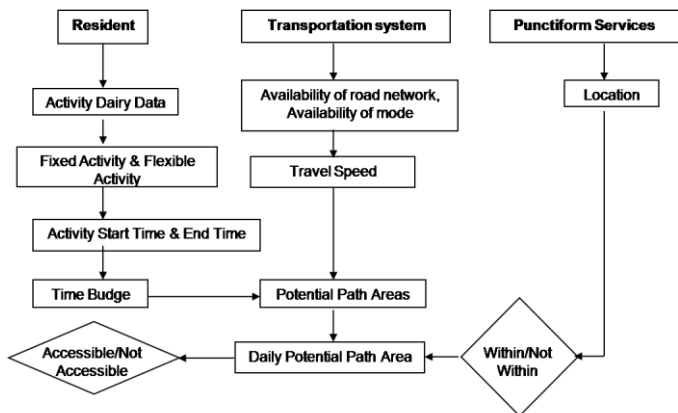 Resident
Transportation system
Punctiform Services
Activity Dairy Data
Availability of road network,
Availability of mode
Location
Fixed Activity & Flexible
Activity
Travel Speed
Activity Start Time & End Time
Time Budge
Potential Path Areas
Accessible/Not
Accessible
Daily Potential Path Area
Within/Not
Within